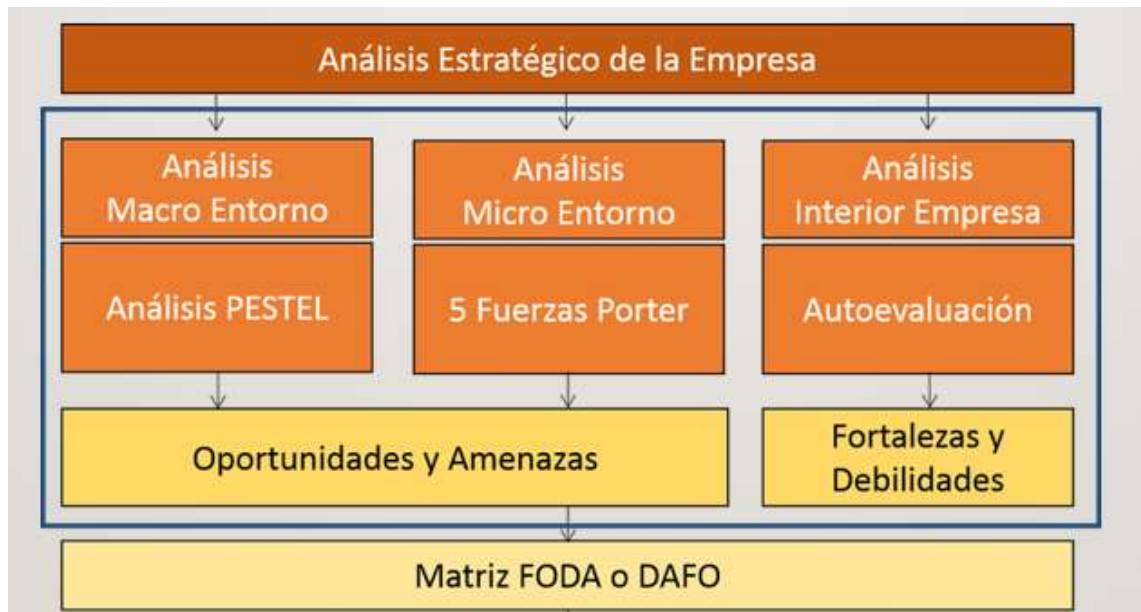 Análisis Estratégico de la Empresa
Análisis
Macro Entorno
Análisis
Micro Entorno
Análisis
Interior Empresa
Análisis PESTEL
5 Fuerzas Porter
Autoevaluación
Oportunidades y Amenazas
Fortalezas y
Debilidades
Matriz FODA o DAFO